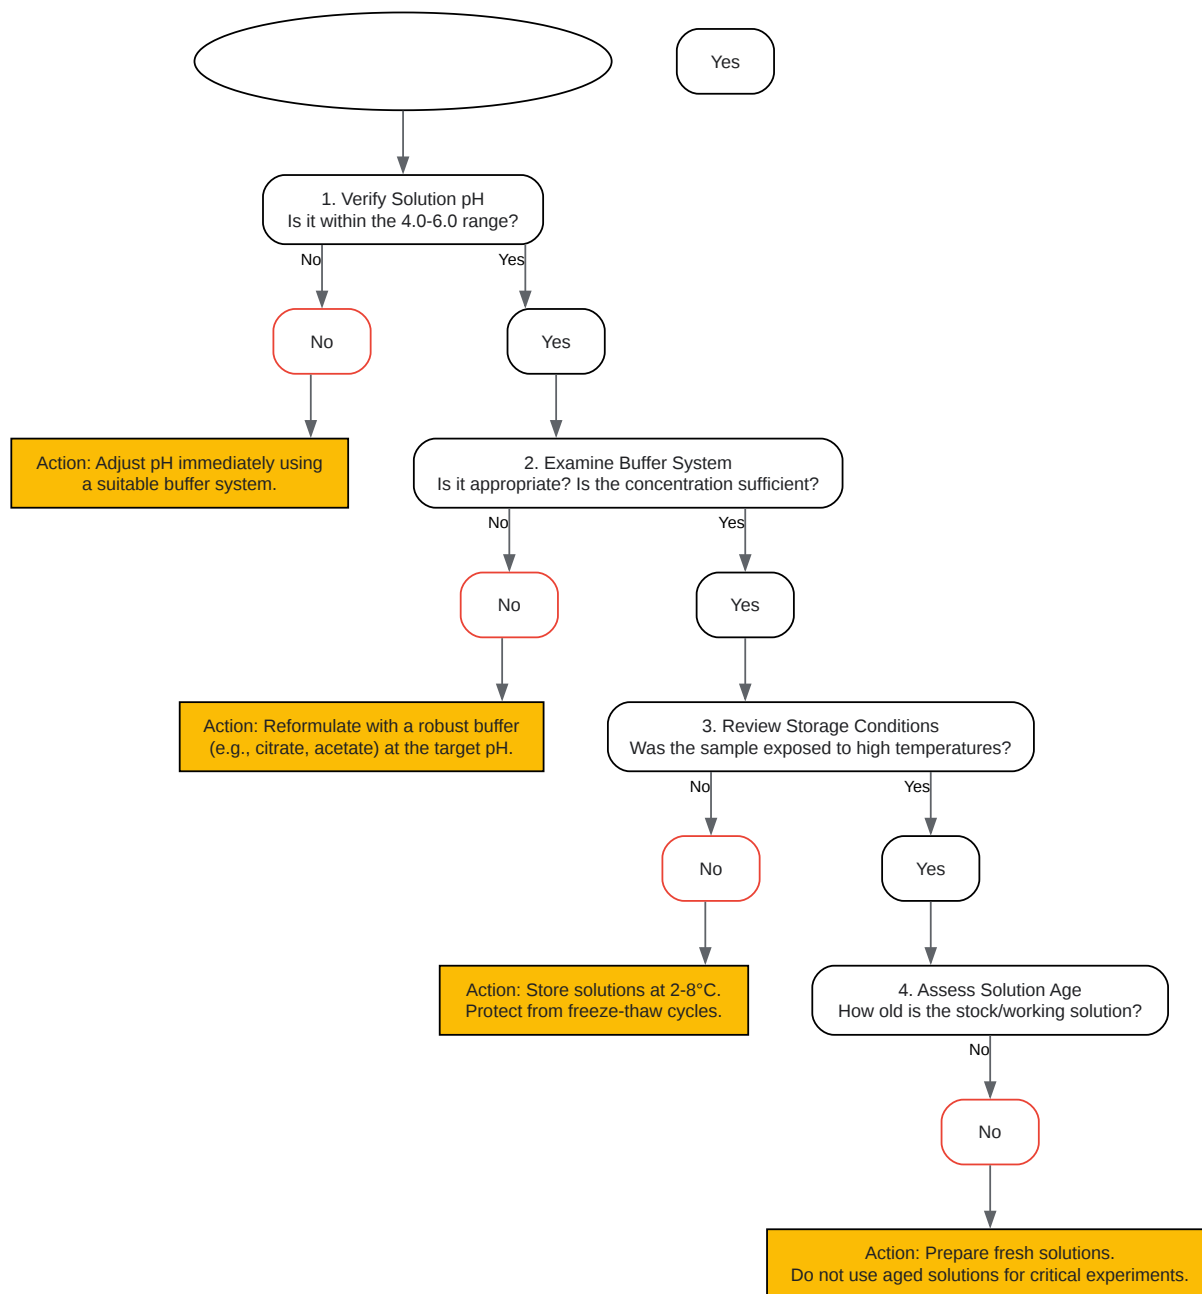 Yes
1. Verify Solution pH
Is it within the 4.0-6.0 range?
No
Yes
No
Yes
Action: Adjust pH immediately using
a suitable buffer system.
2. Examine Buffer System
Is it appropriate? Is the concentration sufficient?
No
Yes
No
Yes
Action: Reformulate with a robust buffer
(e.g., citrate, acetate) at the target pH.
3. Review Storage Conditions
Was the sample exposed to high temperatures?
No
Yes
No
Yes
Action: Store solutions at 2-8°C.
Protect from freeze-thaw cycles.
4. Assess Solution Age
How old is the stock/working solution?
No
No
Action: Prepare fresh solutions.
Do not use aged solutions for critical experiments.